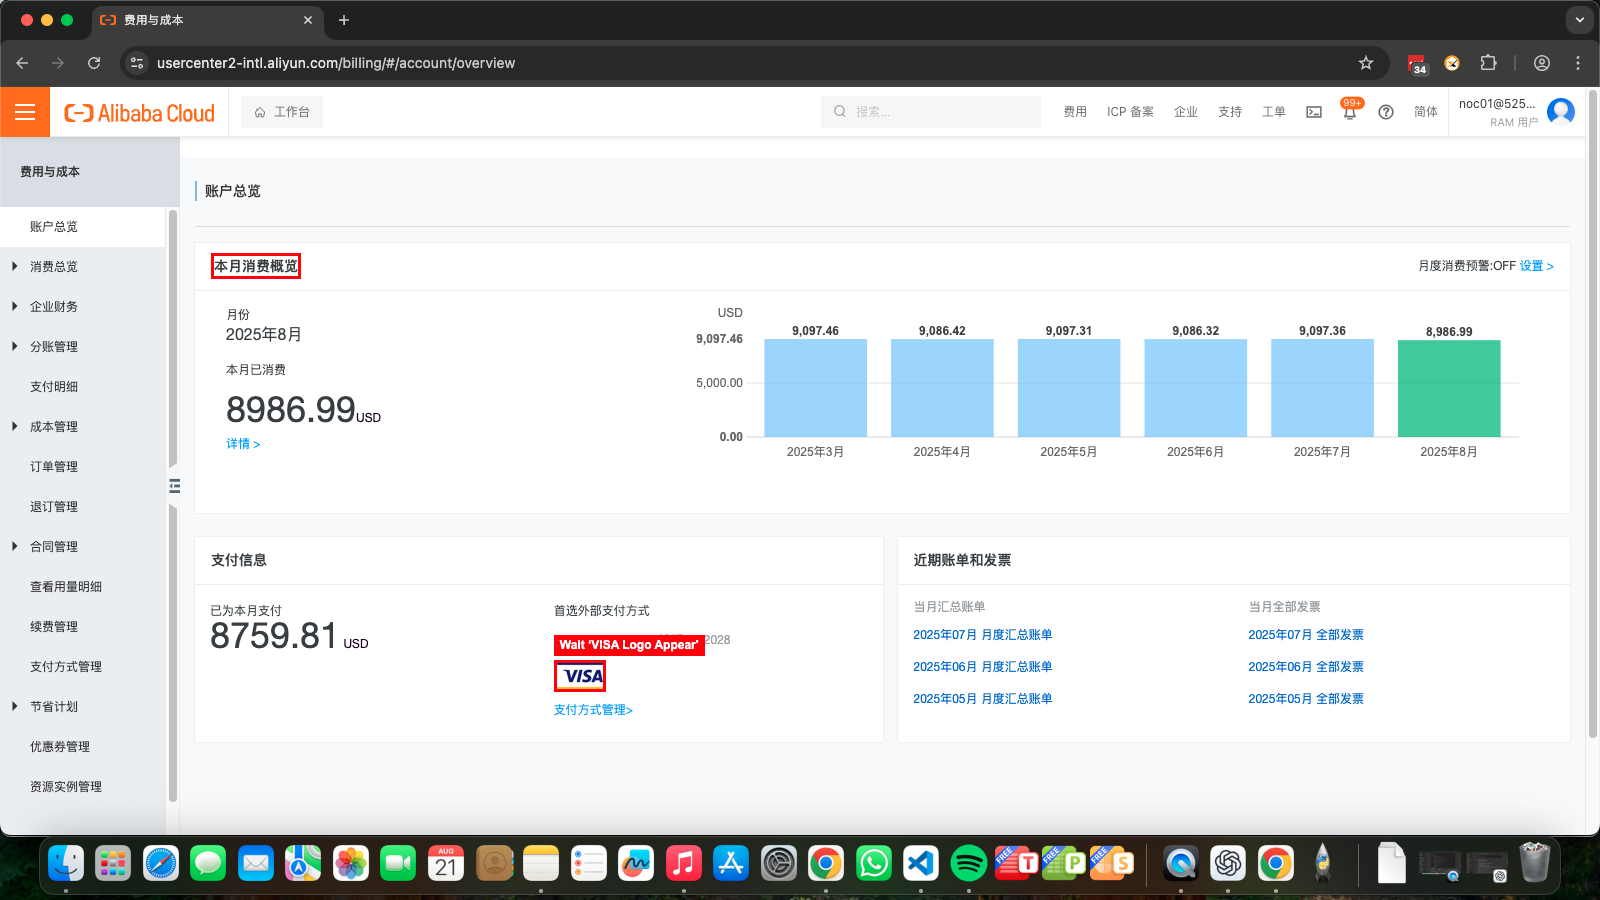 费用与成本
usercenter2-intl.aliyun.com/billing/#/account/overview
34
Alibaba Cloud
工作台
搜索...
费用
ICP 备案
企业
支持
工单
99+
简体
noc01@525...
RAM 用户
费用与成本
账户总览
消费总览
企业财务
分账管理
支付明细
成本管理
订单管理
退订管理
合同管理
查看用量明细
续费管理
支付方式管理
节省计划
优惠券管理
资源实例管理
账户总览
本月消费概览
月度消费预警:OFF 设置 >
月份
2025年8月
本月已消费
8986.99USD
详情 >
USD
9,097.46
5,000.00
0.00
9,097.46
9,086.42
9,097.31
9,086.32
9,097.36
8,986.99
2025年3月
2025年4月
2025年5月
2025年6月
2025年7月
2025年8月
支付信息
已为本月支付
8759.81 USD
首选外部支付方式
2028
Wait 'VISA Logo Appear'
VISA
支付方式管理>
近期账单和发票
当月汇总账单
2025年07月 月度汇总账单
2025年06月 月度汇总账单
2025年05月 月度汇总账单
当月全部发票
2025年07月 全部发票
2025年06月 全部发票
2025年05月 全部发票
AUG
21
FREE
T
FREE
P
FREE
S